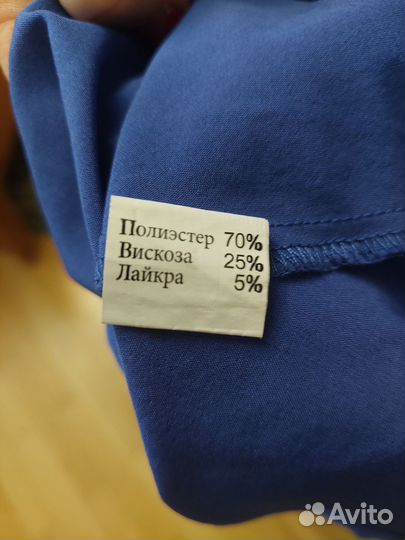 Полиэстер 70%
Вискоза 25%
Лайкра 5%
Avito